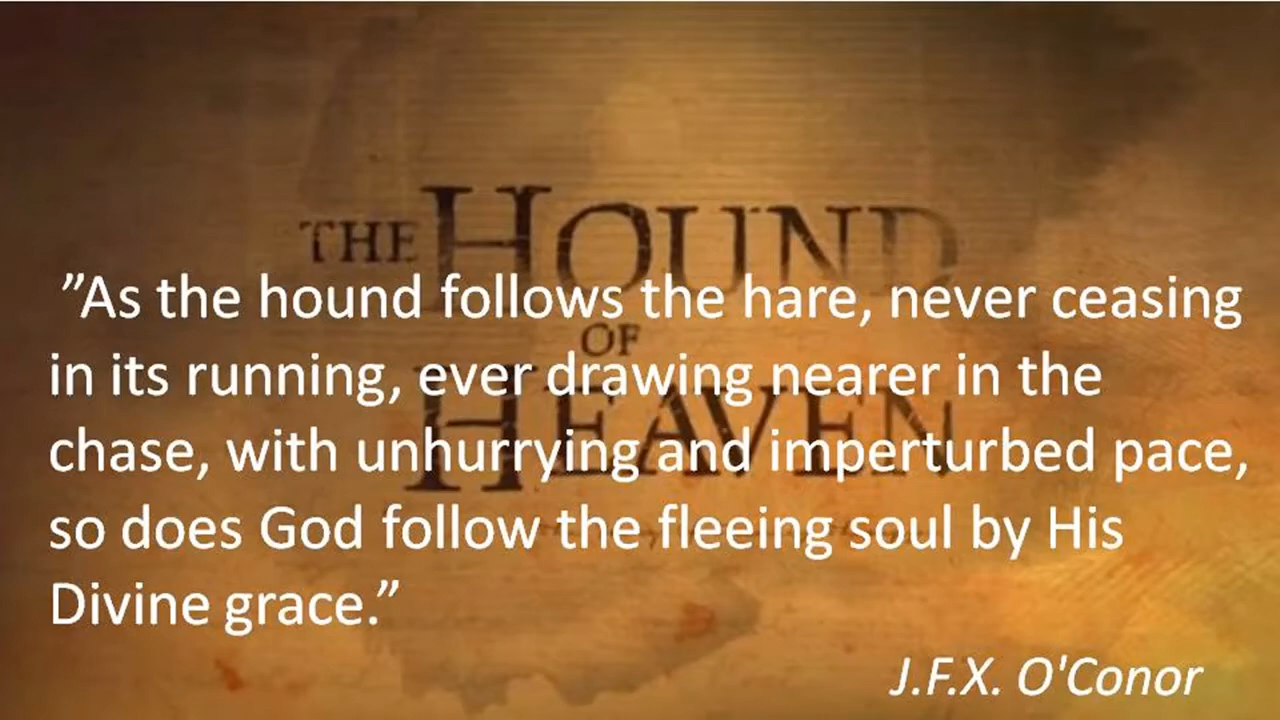 THE HOUND
”As the hound follows the hare, never ceasing
OF
in its running, ever drawing nearer in the
HEAVEN
chase, with unhurrying and imperturbed pace,
so does God follow the fleeing soul by His
Divine grace.”
J.F.X. O'Conor